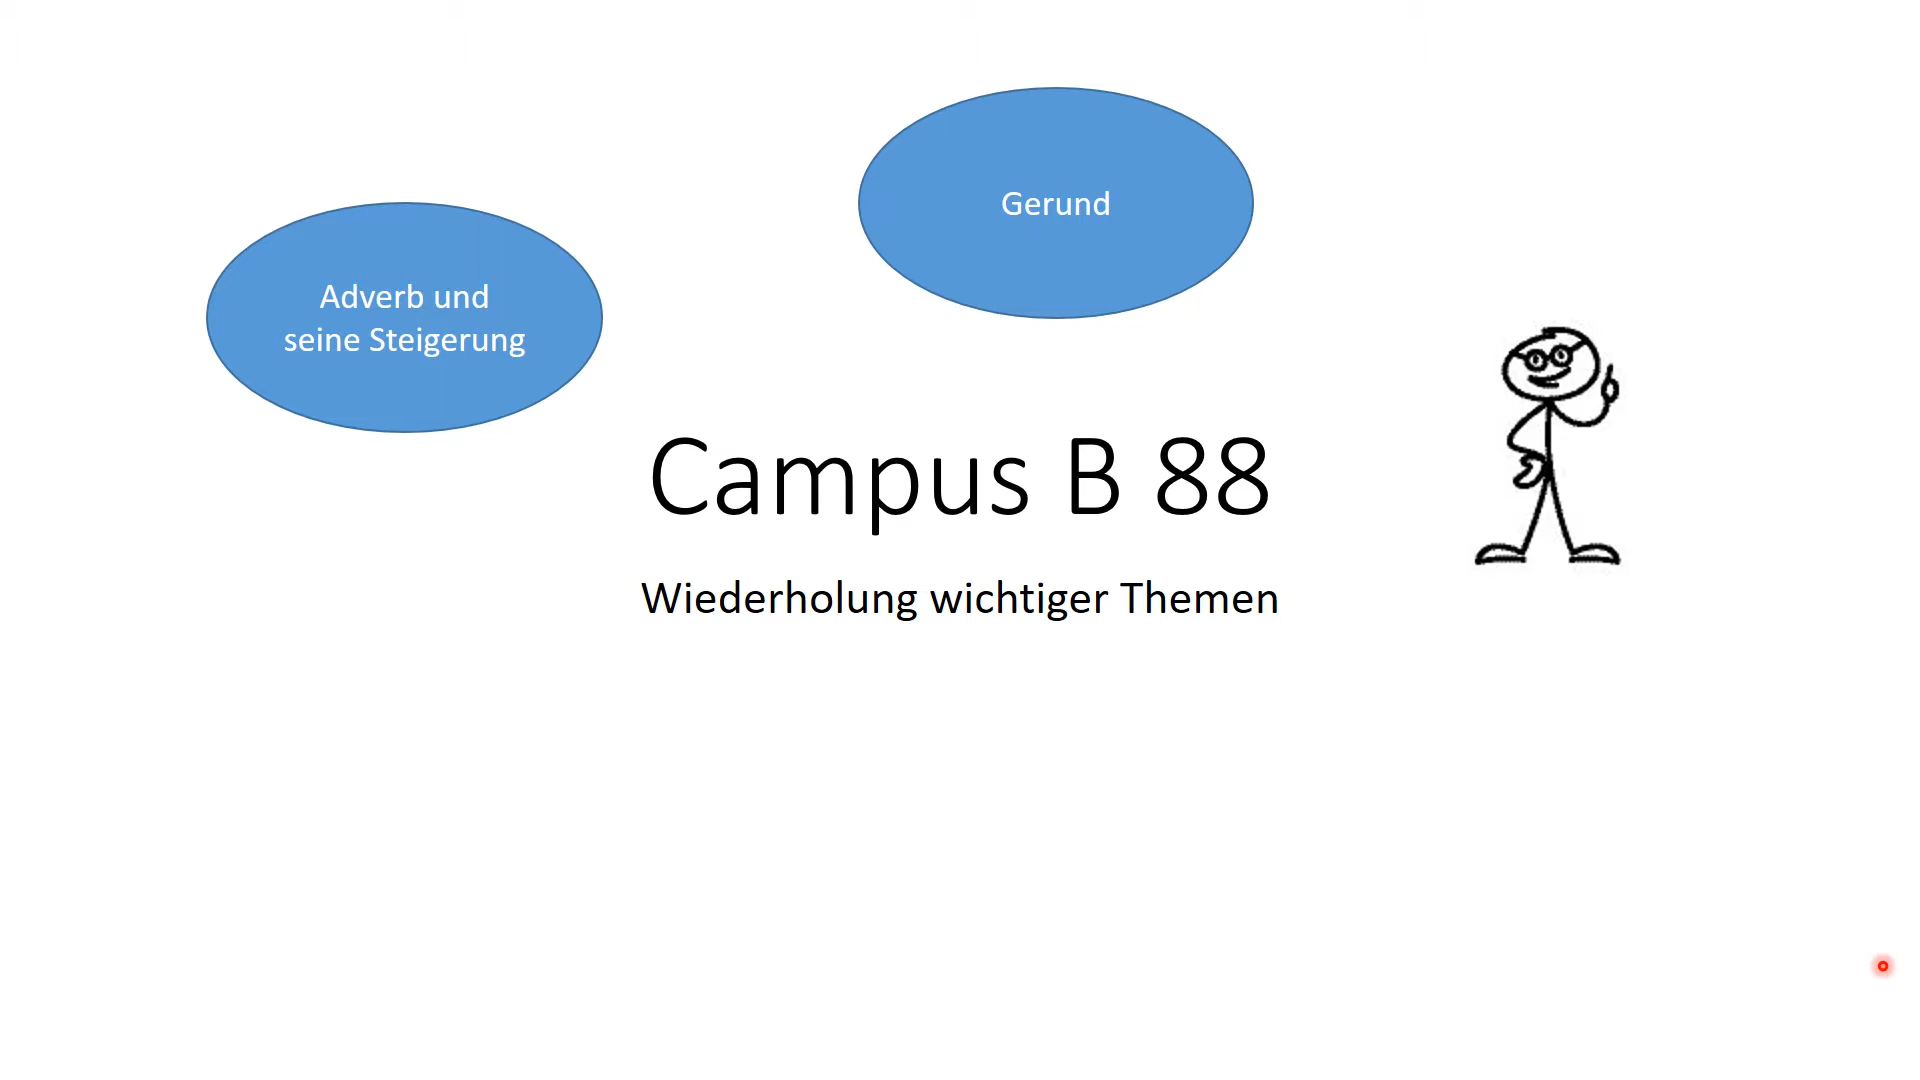 Gerund
Adverb und
seine Steigerung
Campus B 88
Wiederholung wichtiger Themen